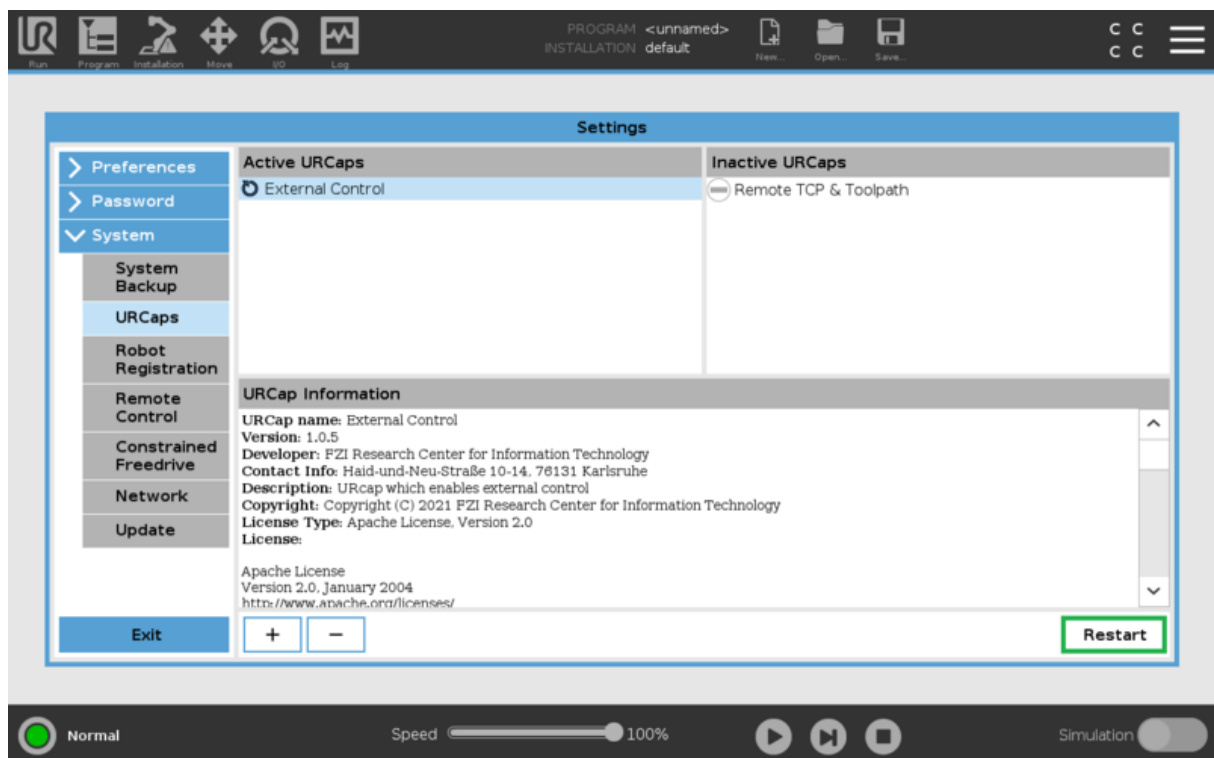 PROGRAM <unnamed>
INSTALLATION default
C C
C C
Run Program Installation Move I/O Log New... Open... Save...
Settings
Preferences
Password
System
System
Backup
URCaps
Robot
Registration
Remote
Control
Constrained
Freedrive
Network
Update
Exit
Active URCaps
External Control
Inactive URCaps
Remote TCP & Toolpath
URCap Information
URCap name: External Control
Version: 1.0.5
Developer: FZI Research Center for Information Technology
Contact Info: Haid-und-Neu-Straße 10-14, 76131 Karlsruhe
Description: URcap which enables external control
Copyright: Copyright (C) 2021 FZI Research Center for Information Technology
License Type: Apache License, Version 2.0
License:
Apache License
Version 2.0, January 2004
http://www.apache.org/licenses/
+ −
Restart
Normal
Speed 100%
Simulation